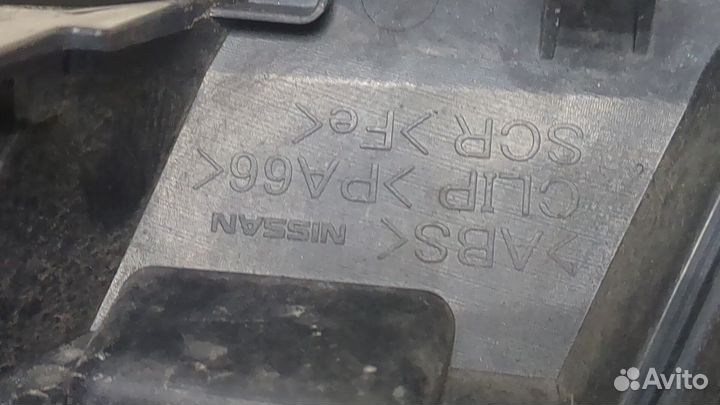 >ABS< NISSAN
CLIP >PA66<
SCR >Fe<
Avito